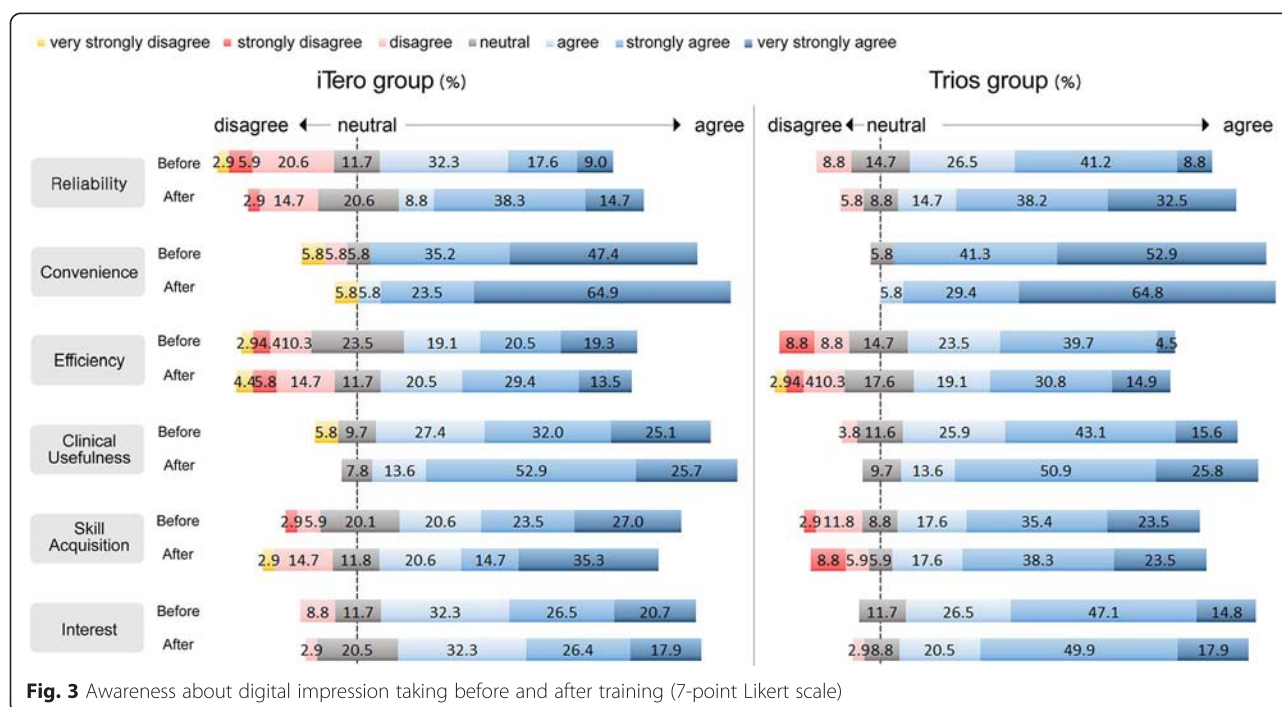 very strongly disagree strongly disagree disagree neutral agree strongly agree very strongly agree
iTero group (%) Trios group (%)
disagree neutral agree disagree neutral agree
Reliability
Before 2.9 5.9 20.6 11.7 32.3 17.6 9.0 8.8 14.7 26.5 41.2 8.8
After 2.9 14.7 20.6 8.8 38.3 14.7 5.8 8.8 14.7 38.2 32.5
Convenience
Before 5.8 5.8 5.8 35.2 47.4 5.8 41.3 52.9
After 5.8 5.8 23.5 64.9 5.8 29.4 64.8
Efficiency
Before 2.9 4.4 10.3 23.5 19.1 20.5 19.3 8.8 8.8 14.7 23.5 39.7 4.5
After 4.4 5.8 14.7 11.7 20.5 29.4 13.5 2.9 4.4 10.3 17.6 19.1 30.8 14.9
Clinical
Usefulness
Before 5.8 9.7 27.4 32.0 25.1 3.8 11.6 25.9 43.1 15.6
After 7.8 13.6 52.9 25.7 9.7 13.6 50.9 25.8
Skill
Acquisition
Before 2.9 5.9 20.1 20.6 23.5 27.0 2.9 11.8 8.8 17.6 35.4 23.5
After 2.9 14.7 11.8 20.6 14.7 35.3 8.8 5.9 5.9 17.6 38.3 23.5
Interest
Before 8.8 11.7 32.3 26.5 20.7 11.7 26.5 47.1 14.8
After 2.9 20.5 32.3 26.4 17.9 2.9 8.8 20.5 49.9 17.9
Fig. 3 Awareness about digital impression taking before and after training (7-point Likert scale)